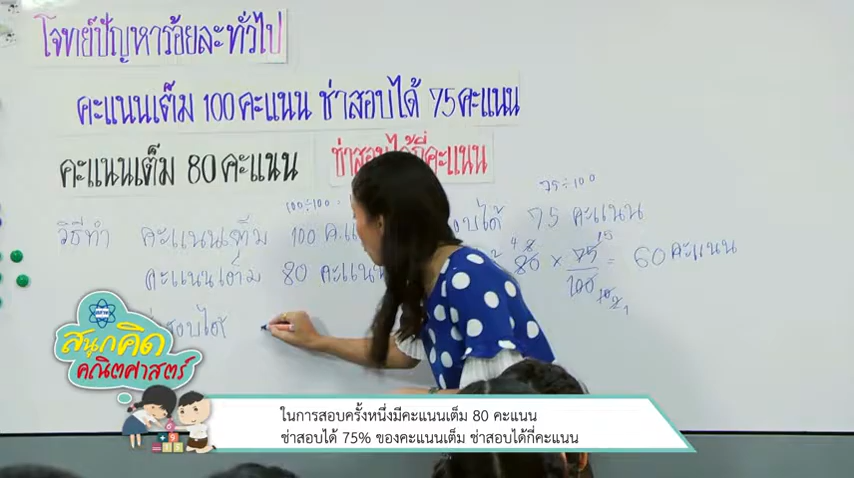 โจทย์ปัญหาร้อยละทั่วไป
คะแนนเต็ม 100 คะแนน ซ่าสอบได้ 75 คะแนน
คะแนนเต็ม 80 คะแนน ซ่าสอบได้กี่คะแนน
100÷100 75÷100
วิธีทำ คะแนนเต็ม 100 สอบได้ 75 คะแนน
คะแนนเต็ม 80 คะแนน 80 × 75/100 = 60 คะแนน
สอบได้
สนุกคิด
คณิตศาสตร์
ในการสอบครั้งหนึ่งมีคะแนนเต็ม 80 คะแนน
ซ่าสอบได้ 75% ของคะแนนเต็ม ซ่าสอบได้กี่คะแนน